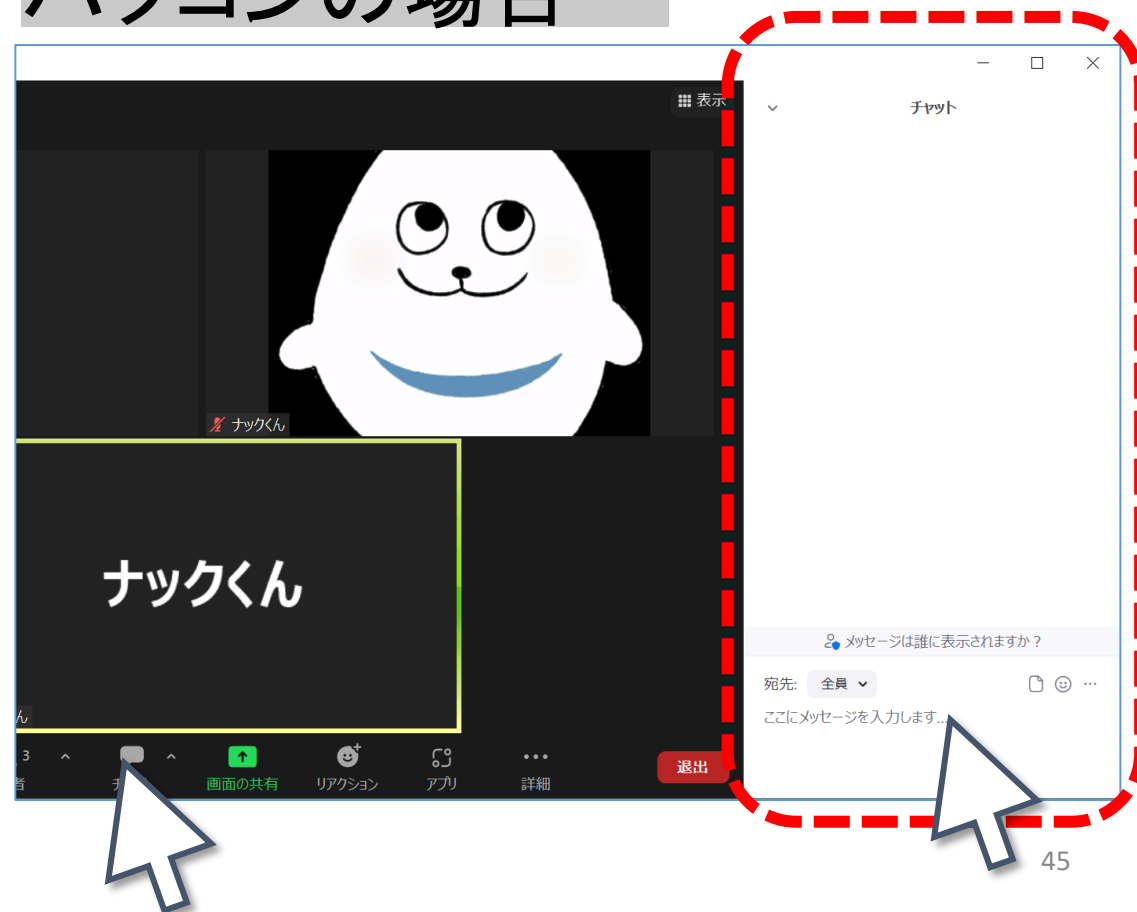 パソコンの場合
表示
チャット
ナックくん
ナックくん
メッセージは誰に表示されますか？
宛先: 全員
ここにメッセージを入力します...
ん
3
者
画面の共有
リアクション
アプリ
詳細
退出
45